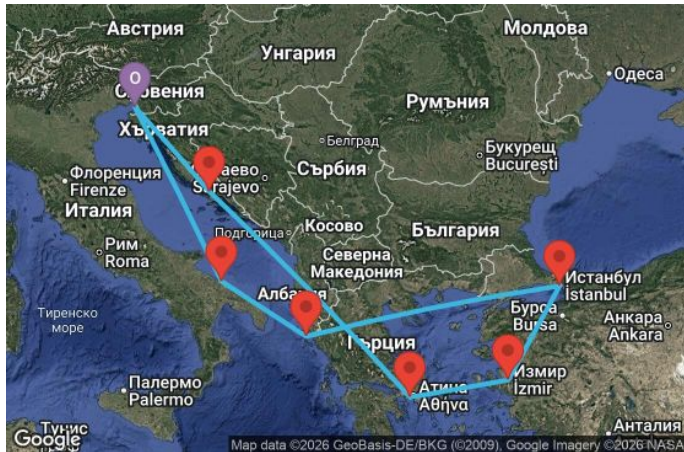 Австрия
Молдова
Унгария
Одеса
O
Словения
Румъния
Хърватия
Белград
Букурещ
București
Флоренция
Firenze
Сърбия
Sarajevo
Италия
Подгорица
Косово
България
Рим
Roma
Северна
Македония
Албания
Истанбул
İstanbul
Тиренско
море
Бурса
Bursa
Анкара
Ankara
Гърция
Измир
İzmir
Палермо
Palermo
Атина
Αθήνα
Анталия
Тунис
Google
Map data ©2026 GeoBasis-DE/BKG (©2009), Google Imagery ©2026 NASA